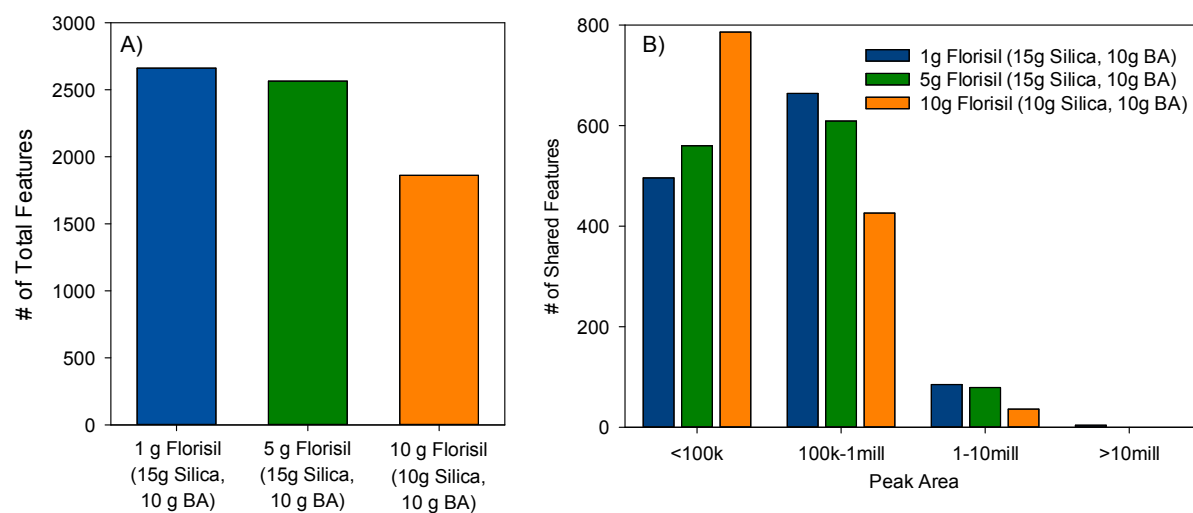 A)
# of Total Features
3000
2500
2000
1500
1000
500
0
1 g Florisil
(15g Silica,
10 g BA)
5 g Florisil
(15g Silica,
10 g BA)
10 g Florisil
(10g Silica,
10 g BA)
B)
# of Shared Features
800
600
400
200
0
1g Florisil (15g Silica, 10g BA)
5g Florisil (15g Silica, 10g BA)
10g Florisil (10g Silica, 10g BA)
<100k
100k-1mill
1-10mill
>10mill
Peak Area